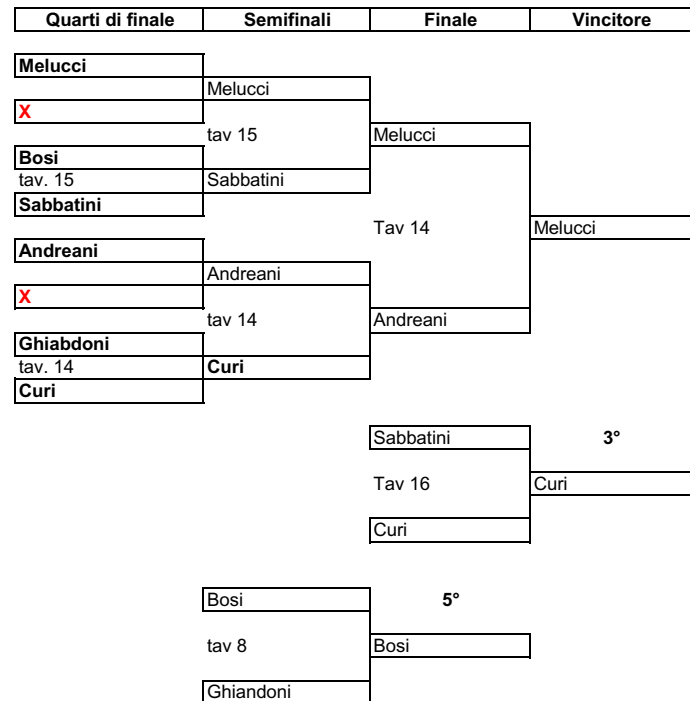 Quarti di finale Semifinali Finale Vincitore
Melucci
Melucci
X
tav 15 Melucci
Bosi
tav. 15 Sabbatini
Sabbatini
Tav 14 Melucci
Andreani
Andreani
X
tav 14 Andreani
Ghiabdoni
tav. 14 Curi
Curi
Sabbatini 3°
Tav 16 Curi
Curi
Bosi 5°
tav 8 Bosi
Ghiandoni